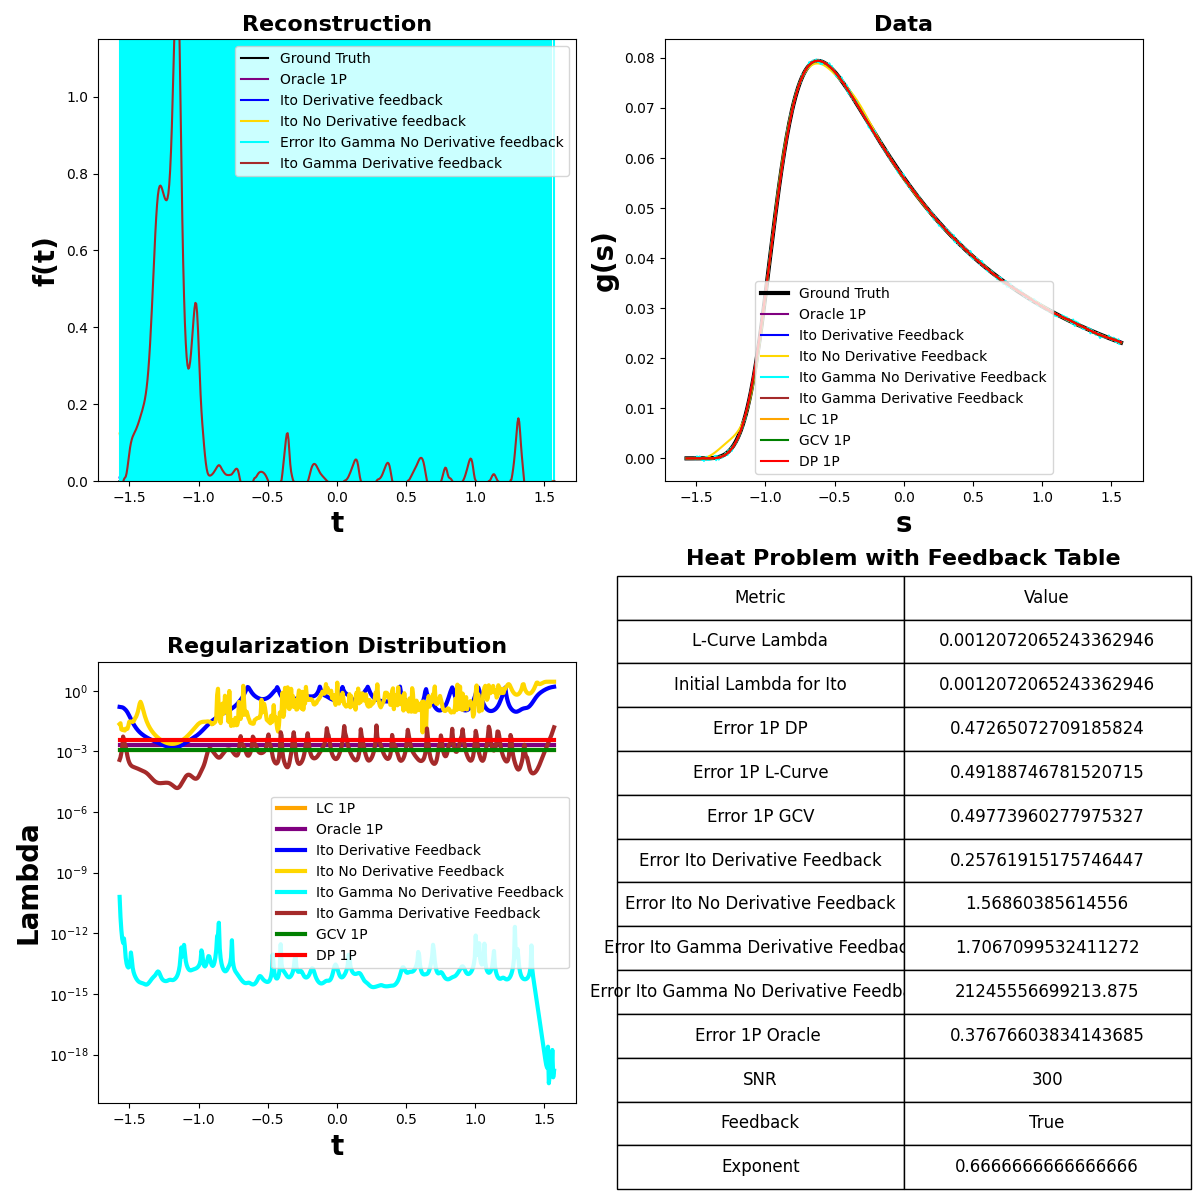 Reconstruction
1.0
0.8
0.6
0.4
0.2
0.0
f(t)
−1.5 −1.0 −0.5 0.0 0.5 1.0 1.5
t
Ground Truth
Oracle 1P
Ito Derivative feedback
Ito No Derivative feedback
Error Ito Gamma No Derivative feedback
Ito Gamma Derivative feedback
Data
0.08
0.07
0.06
0.05
0.04
0.03
0.02
0.01
0.00
g(s)
−1.5 −1.0 −0.5 0.0 0.5 1.0 1.5
s
Ground Truth
Oracle 1P
Ito Derivative Feedback
Ito No Derivative Feedback
Ito Gamma No Derivative Feedback
Ito Gamma Derivative Feedback
LC 1P
GCV 1P
DP 1P
Regularization Distribution
10⁰
10⁻³
10⁻⁶
10⁻⁹
10⁻¹²
10⁻¹⁵
10⁻¹⁸
Lambda
−1.5 −1.0 −0.5 0.0 0.5 1.0 1.5
t
LC 1P
Oracle 1P
Ito Derivative Feedback
Ito No Derivative Feedback
Ito Gamma No Derivative Feedback
Ito Gamma Derivative Feedback
GCV 1P
DP 1P
Heat Problem with Feedback Table
Metric Value
L-Curve Lambda 0.0012072065243362946
Initial Lambda for Ito 0.0012072065243362946
Error 1P DP 0.47265072709185824
Error 1P L-Curve 0.49188746781520715
Error 1P GCV 0.49773960277975327
Error Ito Derivative Feedback 0.25761915175746447
Error Ito No Derivative Feedback 1.56860385614556
Error Ito Gamma Derivative Feedbac 1.7067099532411272
Error Ito Gamma No Derivative Feedb 21245556699213.875
Error 1P Oracle 0.37676603834143685
SNR 300
Feedback True
Exponent 0.6666666666666666